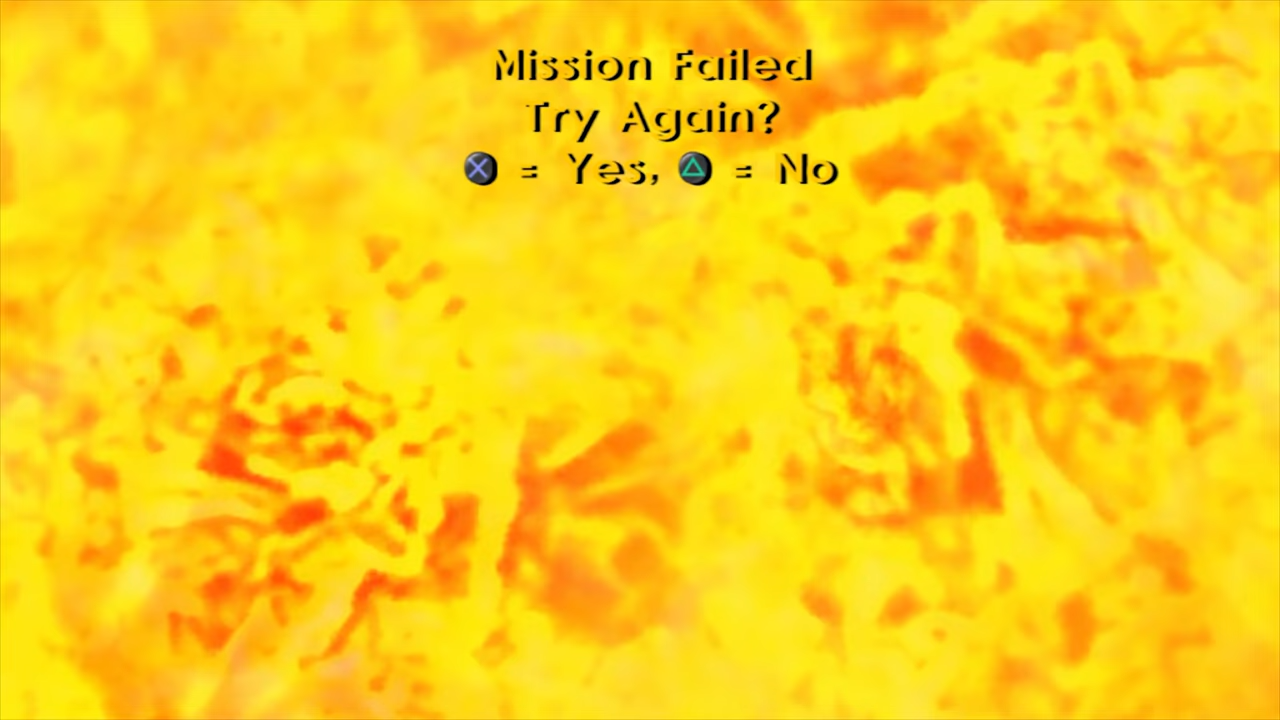 Mission Failed
Try Again?
Ⓧ = Yes, △ = No